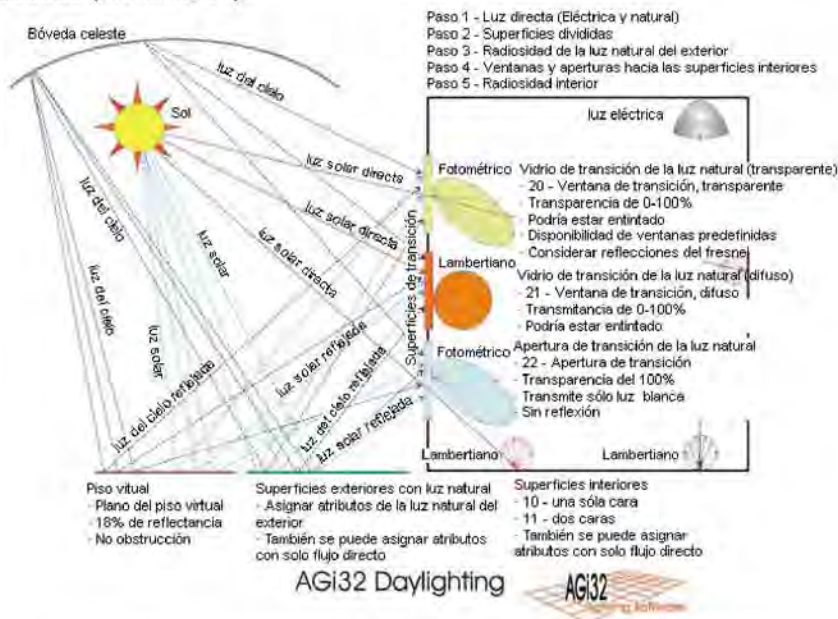 Paso 1 - Luz directa (Eléctrica y natural)
Paso 2 - Superficies divididas
Paso 3 - Radiosidad de la luz natural del exterior
Paso 4 - Ventanas y aperturas hacia las superficies interiores
Paso 5 - Radiosidad interior
Bóveda celeste
luz del cielo
Sol
luz eléctrica
luz solar directa
luz solar directa
luz solar directa
luz del cielo
luz del cielo
luz del cielo
luz solar
luz solar
luz del cielo reflejada
luz solar reflejada
luz del cielo reflejada
luz solar reflejada
Superficies de transición
Fotométrico
Vidrio de transición de la luz natural (transparente)
· 20 - Ventana de transición, transparente
· Transparencia de 0-100%
· Podría estar entintado
· Disponibilidad de ventanas predefinidas
· Considerar reflecciones del fresnel
Lambertiano
Vidrio de transición de la luz natural (difuso)
· 21 - Ventana de transición, difuso
· Transmitancia de 0-100%
· Podría estar entintado
Fotométrico
Apertura de transición de la luz natural
· 22 - Apertura de transición
· Transparencia del 100%
· Transmite sólo luz blanca
· Sin reflexión
Lambertiano
Lambertiano
Piso vitual
· Plano del piso virtual
· 18% de reflectancia
· No obstrucción
Superficies exteriores con luz natural
· Asignar atributos de la luz natural del
exterior
· También se puede asignar atributos
con solo flujo directo
Superficies interiores
· 10 - una sóla cara
· 11 - dos caras
· También se puede asignar
atributos con solo flujo directo
AGi32 Daylighting
AGi32